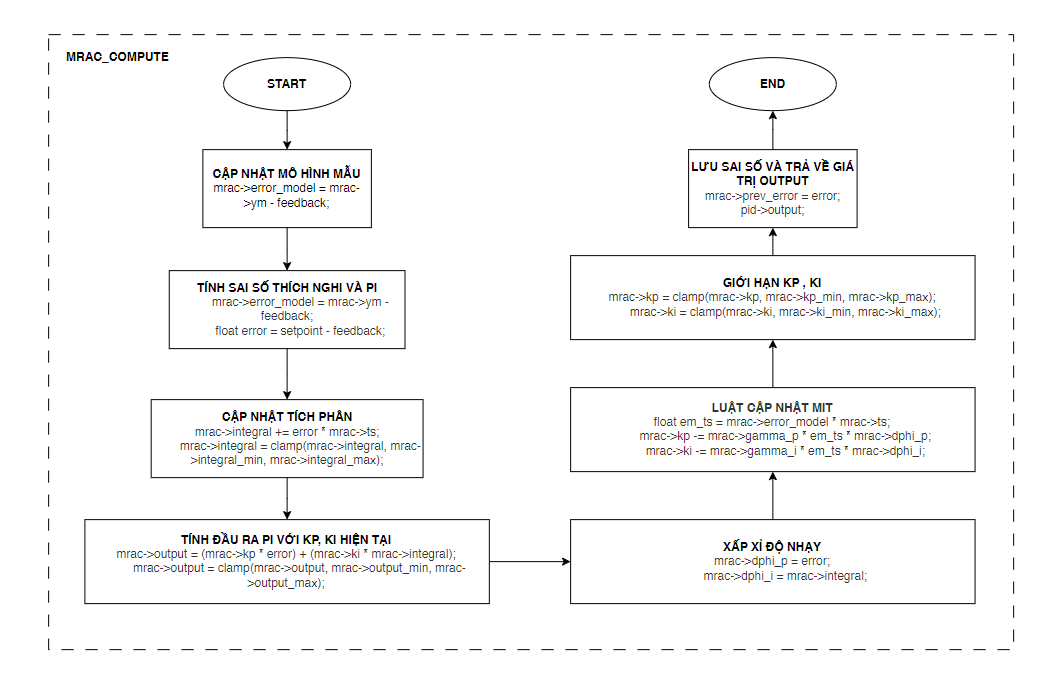 MRAC_COMPUTE
START
CẬP NHẬT MÔ HÌNH MẪU
mrac->error_model = mrac-
>ym - feedback;
TÍNH SAI SỐ THÍCH NGHI VÀ PI
mrac->error_model = mrac->ym -
feedback;
float error = setpoint - feedback;
CẬP NHẬT TÍCH PHÂN
mrac->integral += error * mrac->ts;
mrac->integral = clamp(mrac->integral, mrac-
>integral_min, mrac->integral_max);
TÍNH ĐẦU RA PI VỚI KP, KI HIỆN TẠI
mrac->output = (mrac->kp * error) + (mrac->ki * mrac->integral);
mrac->output = clamp(mrac->output, mrac->output_min, mrac-
>output_max);
XẤP XỈ ĐỘ NHẠY
mrac->dphi_p = error;
mrac->dphi_i = mrac->integral;
LUẬT CẬP NHẬT MIT
float em_ts = mrac->error_model * mrac->ts;
mrac->kp -= mrac->gamma_p * em_ts * mrac->dphi_p;
mrac->ki -= mrac->gamma_i * em_ts * mrac->dphi_i;
GIỚI HẠN KP , KI
mrac->kp = clamp(mrac->kp, mrac->kp_min, mrac->kp_max);
mrac->ki = clamp(mrac->ki, mrac->ki_min, mrac->ki_max);
LƯU SAI SỐ VÀ TRẢ VỀ GIÁ
TRỊ OUTPUT
mrac->prev_error = error;
pid->output;
END